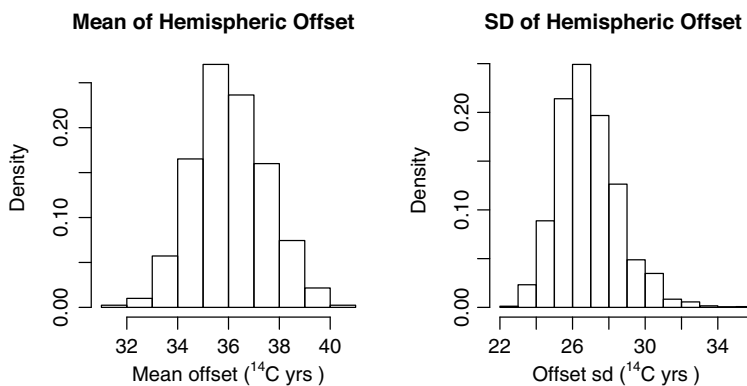 Mean of Hemispheric Offset
Density
0.00 0.10 0.20
32 34 36 38 40
Mean offset (¹⁴C yrs )
SD of Hemispheric Offset
Density
0.00 0.10 0.20
22 26 30 34
Offset sd (¹⁴C yrs )